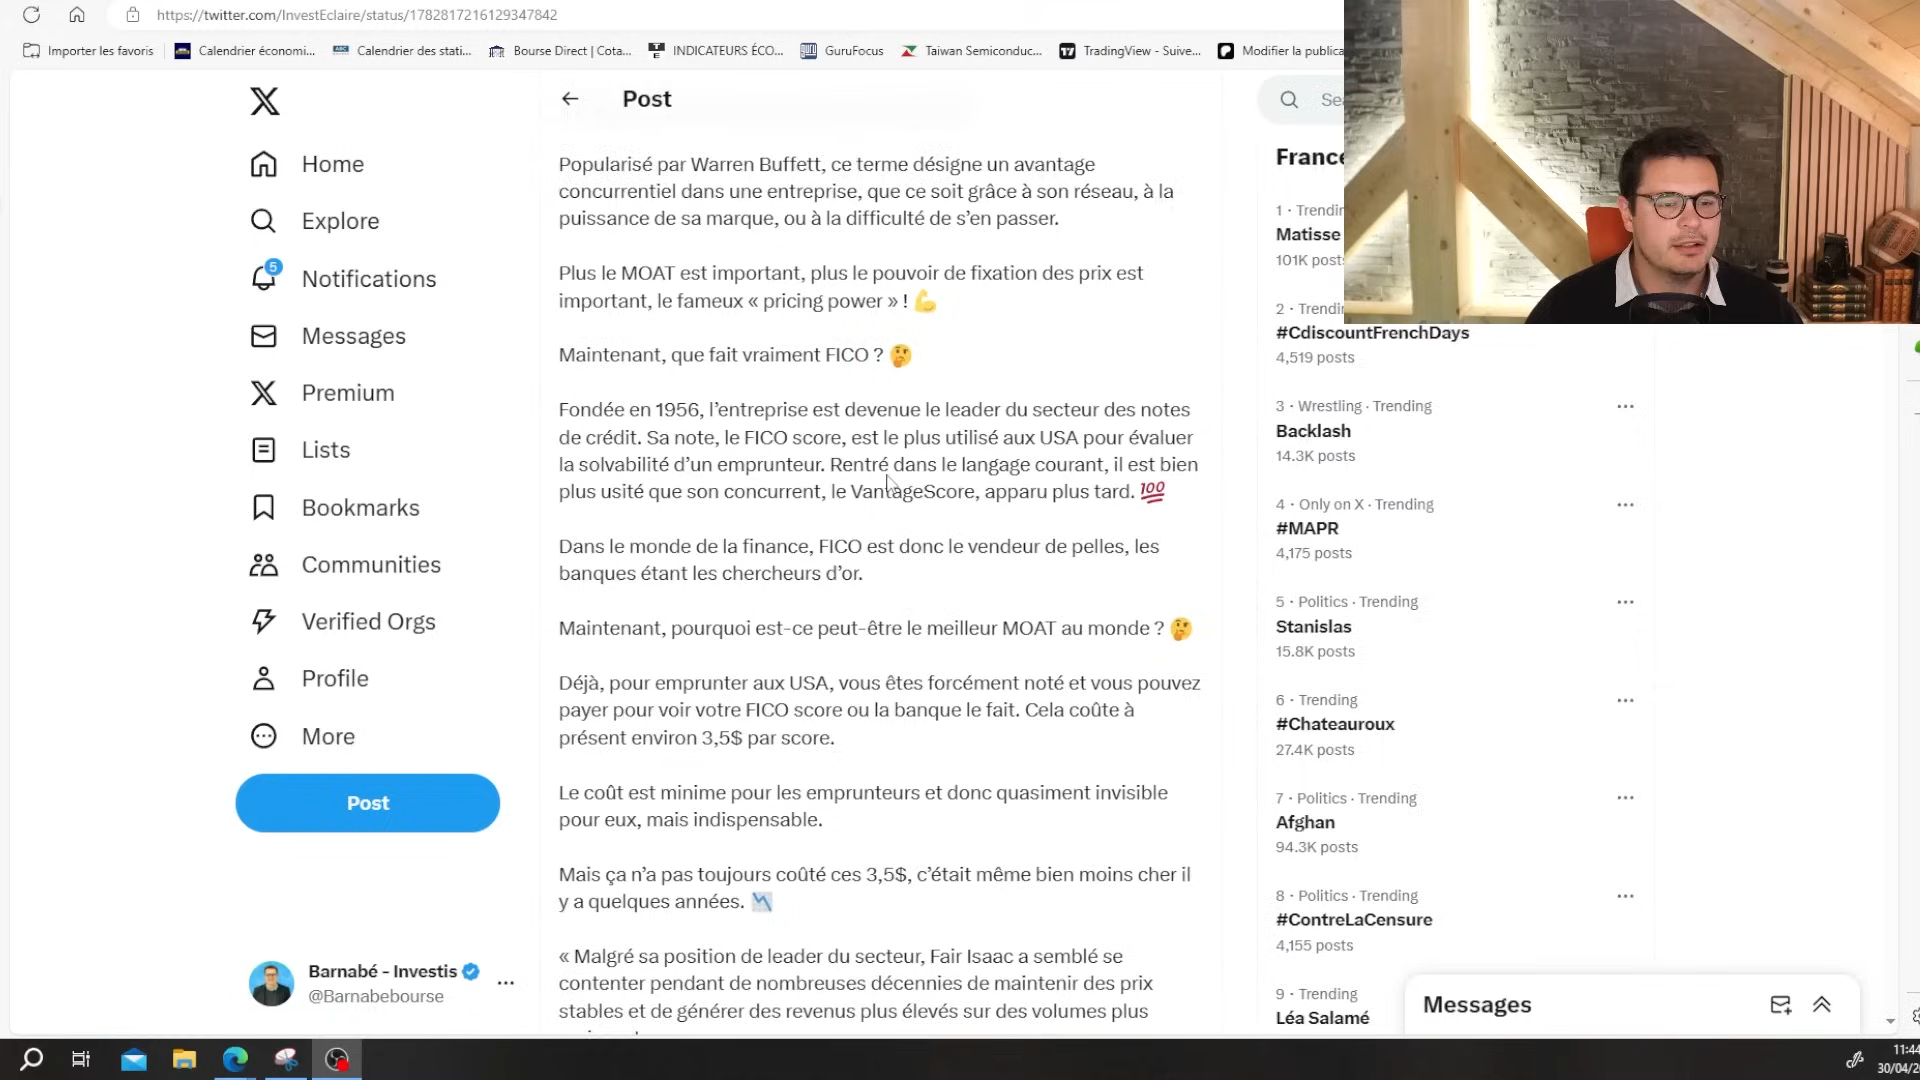 https://twitter.com/InvestEclaire/status/1782817216129347842
Importer les favoris
Calendrier économi...
Calendrier des stati...
Bourse Direct | Cota...
INDICATEURS ÉCO...
GuruFocus
Taiwan Semiconduc...
TradingView - Suive...
Modifier la publica
Home
Explore
5
Notifications
Messages
Premium
Lists
Bookmarks
Communities
Verified Orgs
Profile
More
Post
Barnabé - Investis
@Barnabebourse
Post
Popularisé par Warren Buffett, ce terme désigne un avantage
concurrentiel dans une entreprise, que ce soit grâce à son réseau, à la
puissance de sa marque, ou à la difficulté de s’en passer.
Plus le MOAT est important, plus le pouvoir de fixation des prix est
important, le fameux « pricing power » ! 💪
Maintenant, que fait vraiment FICO ? 🤔
Fondée en 1956, l’entreprise est devenue le leader du secteur des notes
de crédit. Sa note, le FICO score, est le plus utilisé aux USA pour évaluer
la solvabilité d’un emprunteur. Rentré dans le langage courant, il est bien
plus usité que son concurrent, le VantageScore, apparu plus tard. 💯
Dans le monde de la finance, FICO est donc le vendeur de pelles, les
banques étant les chercheurs d’or.
Maintenant, pourquoi est-ce peut-être le meilleur MOAT au monde ? 🤔
Déjà, pour emprunter aux USA, vous êtes forcément noté et vous pouvez
payer pour voir votre FICO score ou la banque le fait. Cela coûte à
présent environ 3,5$ par score.
Le coût est minime pour les emprunteurs et donc quasiment invisible
pour eux, mais indispensable.
Mais ça n’a pas toujours coûté ces 3,5$, c’était même bien moins cher il
y a quelques années. 📉
« Malgré sa position de leader du secteur, Fair Isaac a semblé se
contenter pendant de nombreuses décennies de maintenir des prix
stables et de générer des revenus plus élevés sur des volumes plus
Sea
France
1 · Trendin
Matisse
101K posts
2 · Trendin
#CdiscountFrenchDays
4,519 posts
3 · Wrestling · Trending
Backlash
14.3K posts
4 · Only on X · Trending
#MAPR
4,175 posts
5 · Politics · Trending
Stanislas
15.8K posts
6 · Trending
#Chateauroux
27.4K posts
7 · Politics · Trending
Afghan
94.3K posts
8 · Politics · Trending
#ContreLaCensure
4,155 posts
9 · Trending
Léa Salamé
Messages
11:44
30/04/20